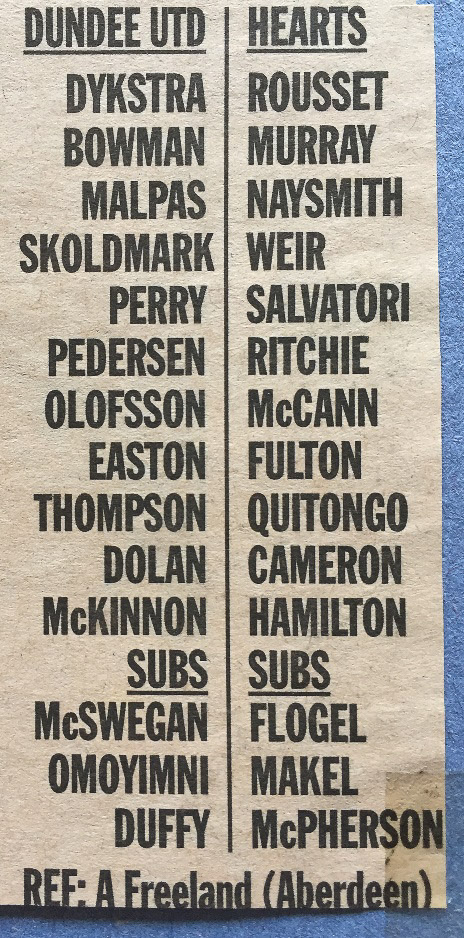 DUNDEE UTD HEARTS
DYKSTRA ROUSSET
BOWMAN MURRAY
MALPAS NAYSMITH
SKOLDMARK WEIR
PERRY SALVATORI
PEDERSEN RITCHIE
OLOFSSON McCANN
EASTON FULTON
THOMPSON QUITONGO
DOLAN CAMERON
McKINNON HAMILTON
SUBS SUBS
McSWEGAN FLOGEL
OMOYIMNI MAKEL
DUFFY McPHERSON
REF: A Freeland (Aberdeen)